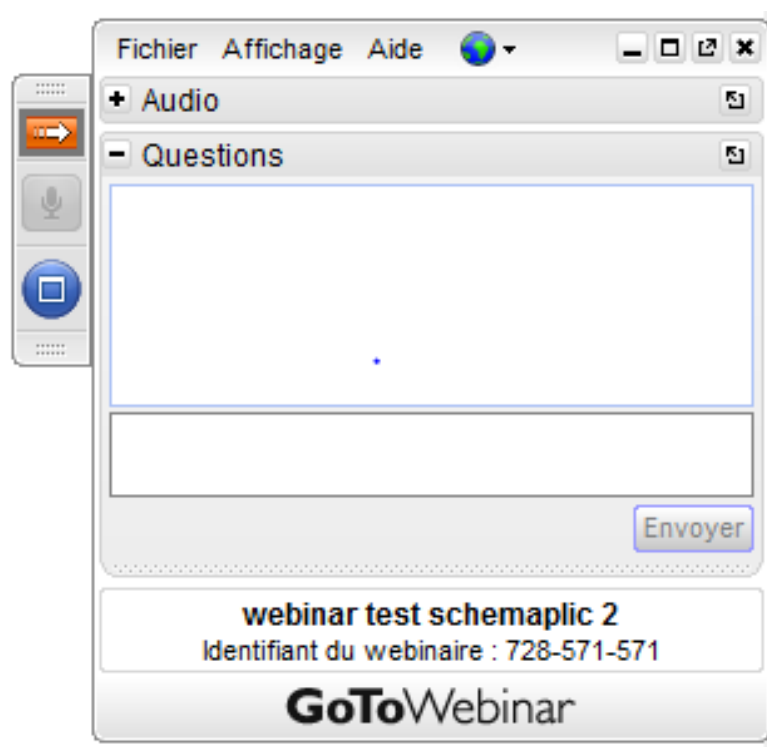 Fichier Affichage Aide
Audio
Questions
Envoyer
webinar test schemaplic 2
Identifiant du webinaire : 728-571-571
GoToWebinar